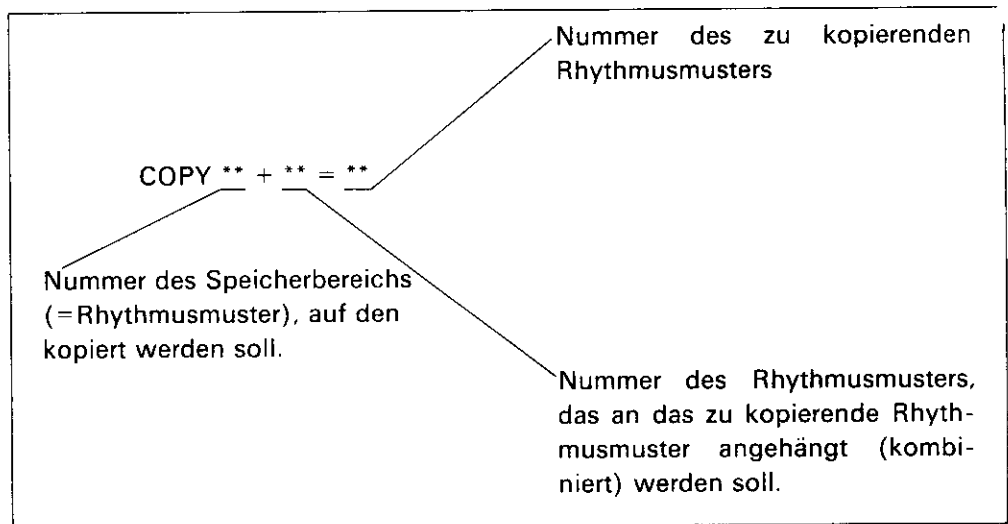 Nummer des zu kopierenden
Rhythmusmusters
COPY ** + ** = **
Nummer des Speicherbereichs
(=Rhythmusmuster), auf den
kopiert werden soll.
Nummer des Rhythmusmusters,
das an das zu kopierende Rhyth-
musmuster angehängt (kombi-
niert) werden soll.